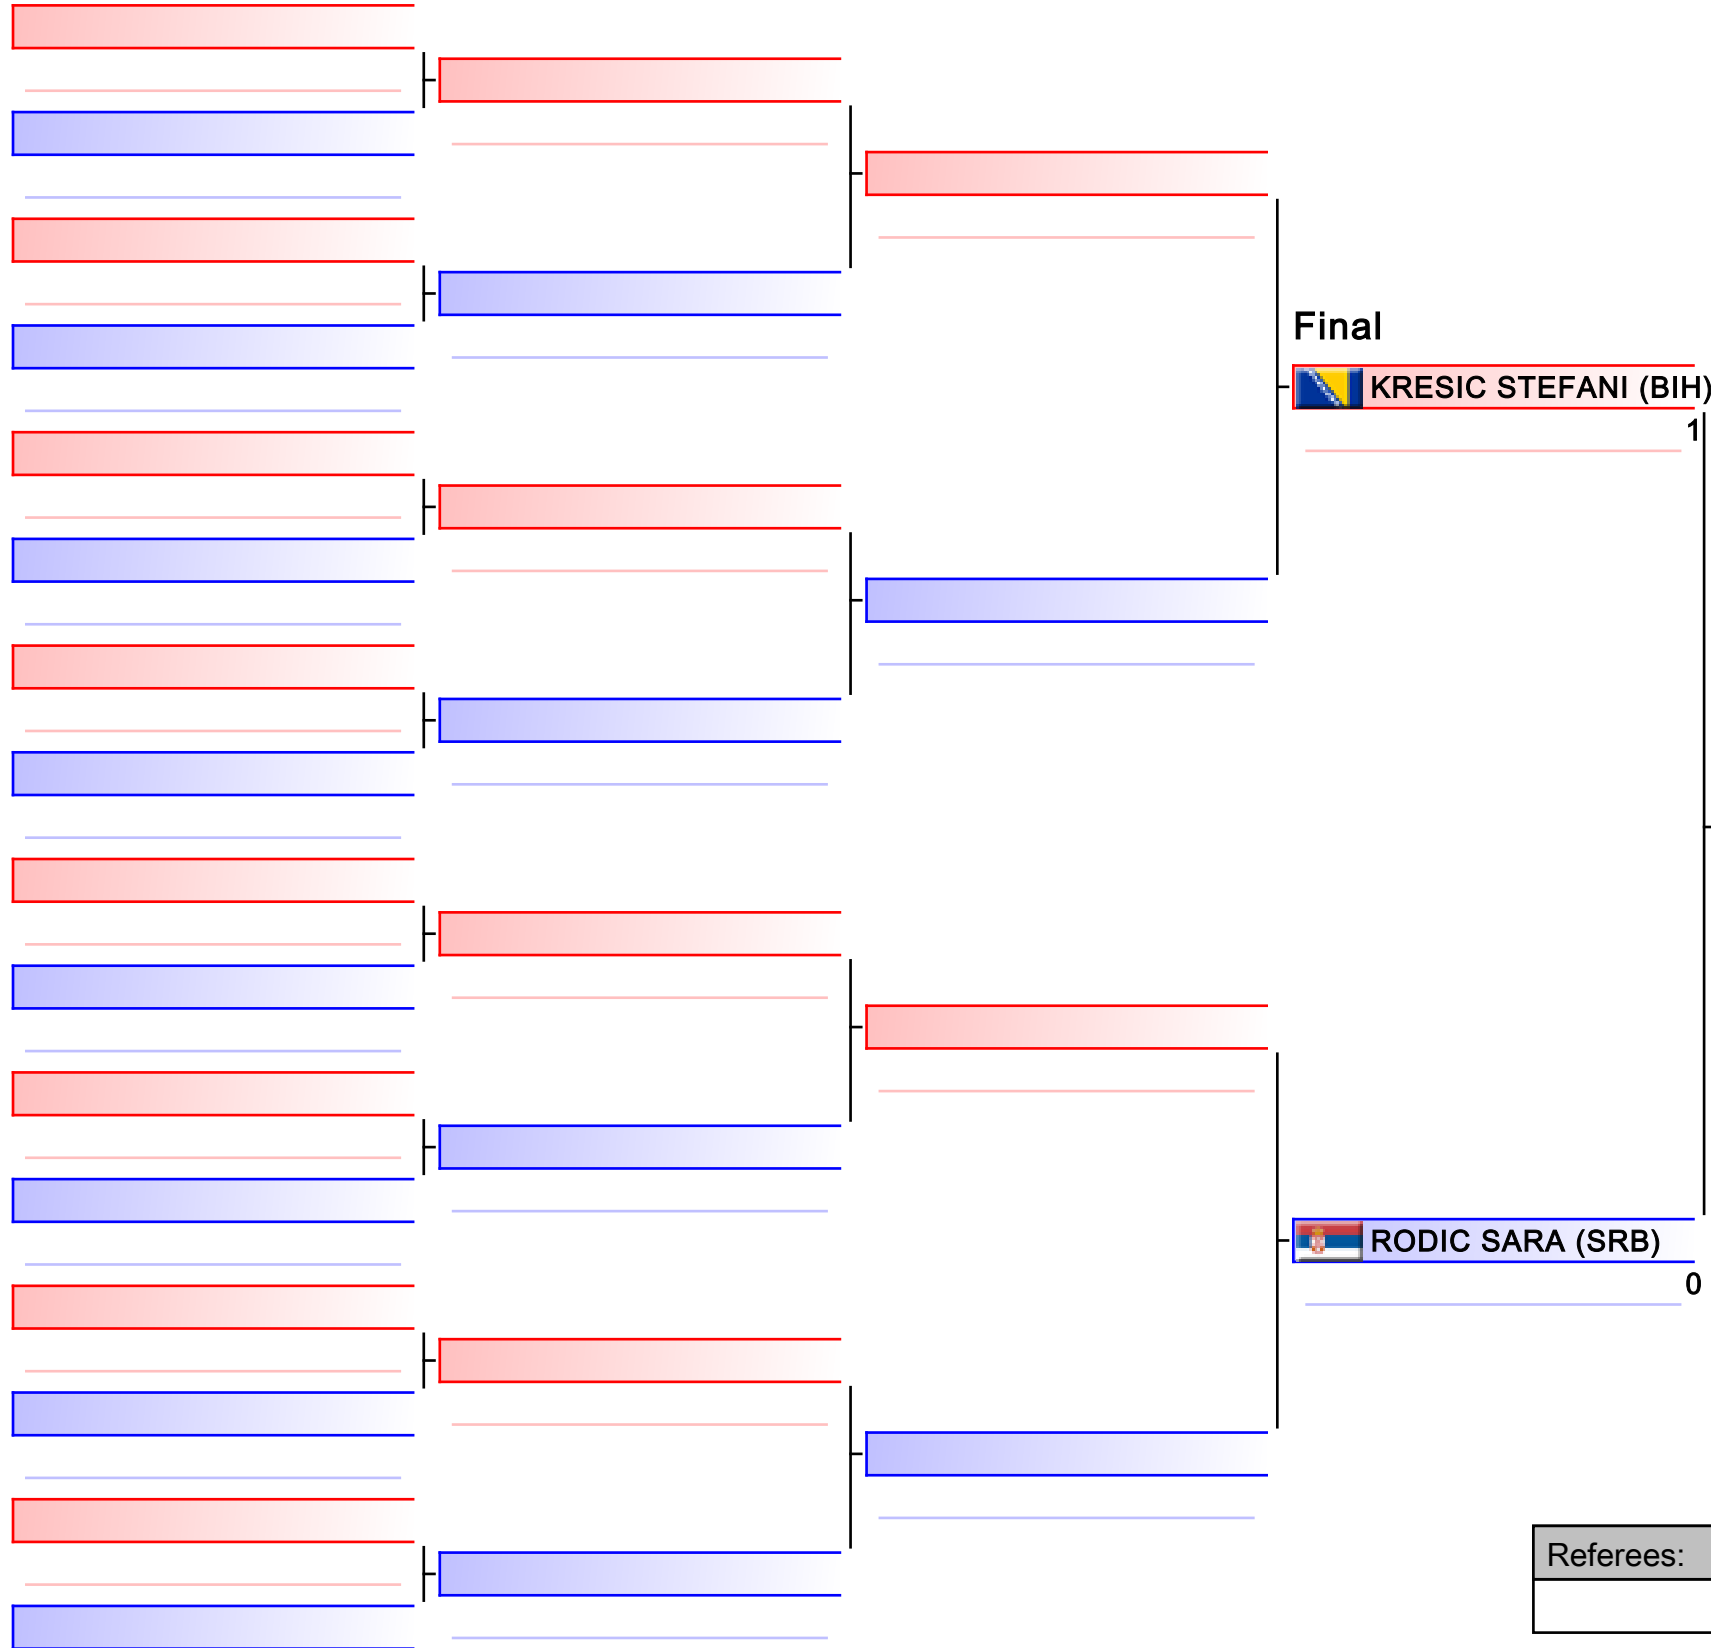 Final
KRESIC STEFANI (BIH)
1
RODIC SARA (SRB)
0
Referees: